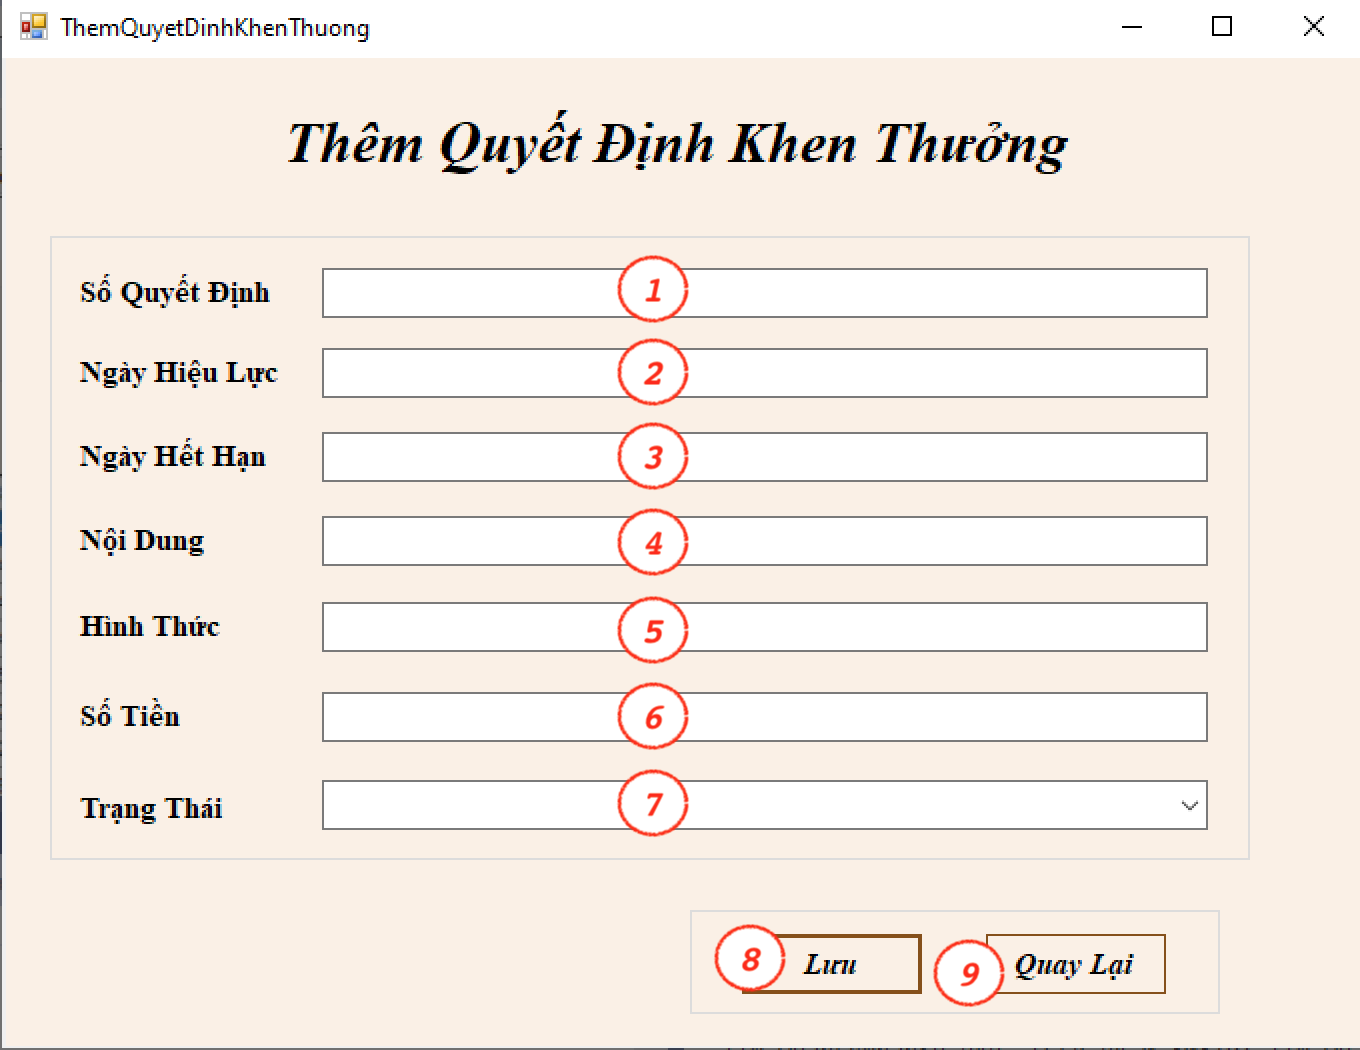 ThemQuyetDinhKhenThuong
Thêm Quyết Định Khen Thưởng
Số Quyết Định 1
Ngày Hiệu Lực 2
Ngày Hết Hạn 3
Nội Dung 4
Hình Thức 5
Số Tiền 6
Trạng Thái 7
8 Lưu 9 Quay Lại